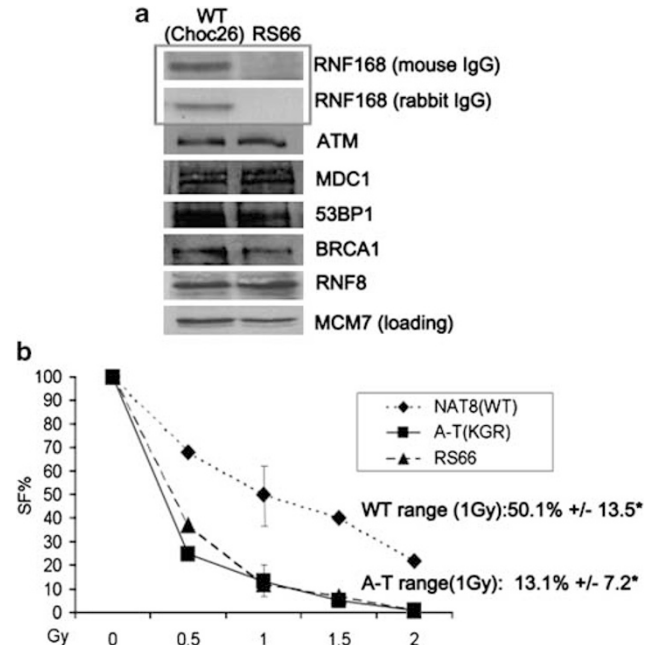 a
WT
(Choc26) RS66
RNF168 (mouse IgG)
RNF168 (rabbit IgG)
ATM
MDC1
53BP1
BRCA1
RNF8
MCM7 (loading)
b
100
90
80
70
60
50
40
30
20
10
0
SF%
NAT8(WT)
A-T(KGR)
RS66
WT range (1Gy):50.1% +/- 13.5*
A-T range(1Gy): 13.1% +/- 7.2*
Gy 0 0.5 1 1.5 2